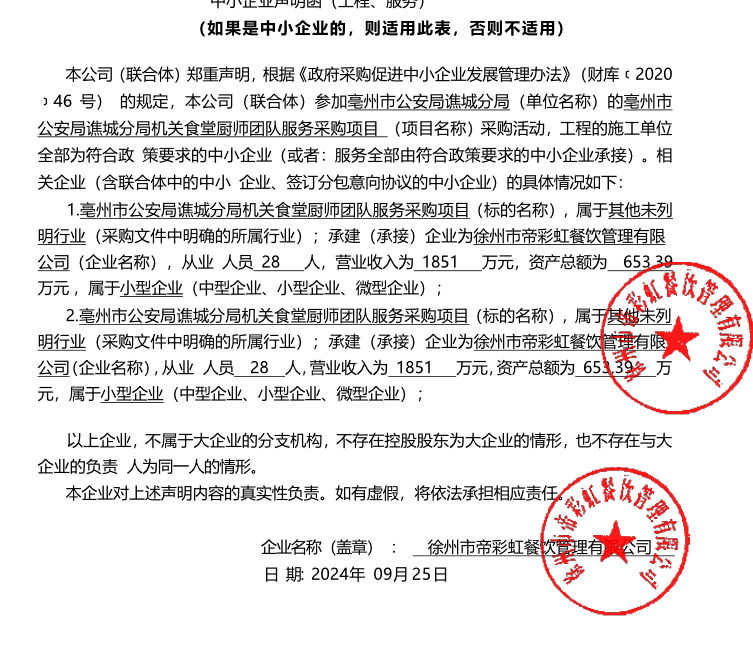 中小企业声明函（工程、服务）
（如果是中小企业的，则适用此表，否则不适用）
本公司（联合体）郑重声明，根据《政府采购促进中小企业发展管理办法》（财库﹝2020
﹞46 号） 的规定，本公司（联合体）参加亳州市公安局谯城分局（单位名称）的亳州市
公安局谯城分局机关食堂厨师团队服务采购项目 （项目名称）采购活动，工程的施工单位
全部为符合政 策要求的中小企业（或者：服务全部由符合政策要求的中小企业承接）。相
关企业（含联合体中的中小 企业、签订分包意向协议的中小企业）的具体情况如下：
1.亳州市公安局谯城分局机关食堂厨师团队服务采购项目（标的名称），属于其他未列
明行业（采购文件中明确的所属行业）；承建（承接）企业为徐州市帝彩虹餐饮管理有限
公司（企业名称），从业 人员 28 人，营业收入为 1851 万元，资产总额为 653.39
万元 ，属于小型企业（中型企业、小型企业、微型企业）；
2.亳州市公安局谯城分局机关食堂厨师团队服务采购项目（标的名称），属于其他未列
明行业（采购文件中明确的所属行业）；承建（承接）企业为徐州市帝彩虹餐饮管理有限
公司（企业名称），从业 人员 28 人，营业收入为 1851 万元，资产总额为 653.39 万
元，属于小型企业（中型企业、小型企业、微型企业）；
徐州市帝彩虹餐饮管理有限公司
以上企业，不属于大企业的分支机构，不存在控股股东为大企业的情形，也不存在与大
企业的负责 人为同一人的情形。
本企业对上述声明内容的真实性负责。如有虚假，将依法承担相应责任。
企业名称（盖章） ： 徐州市帝彩虹餐饮管理有限公司
日 期: 2024年 09月25日
徐州市帝彩虹餐饮管理有限公司